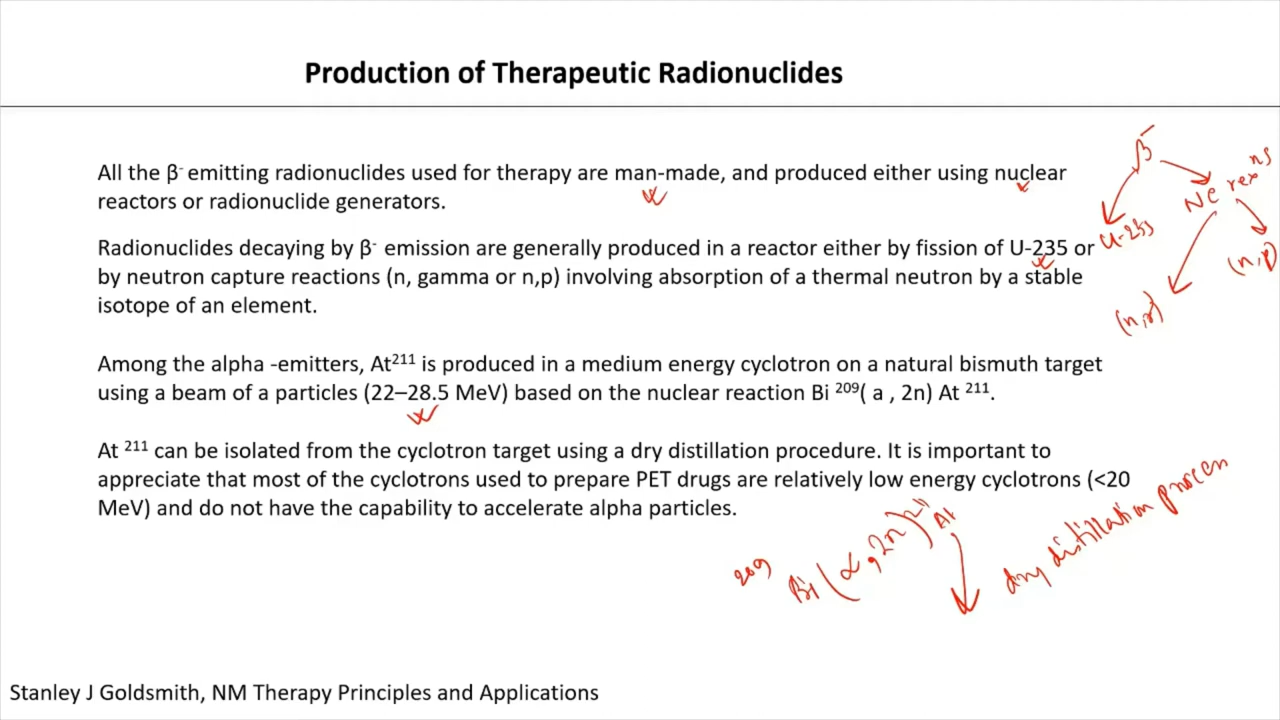 Production of Therapeutic Radionuclides
All the β⁻ emitting radionuclides used for therapy are man-made, and produced either using nuclear
reactors or radionuclide generators.
Radionuclides decaying by β⁻ emission are generally produced in a reactor either by fission of U-235 or
by neutron capture reactions (n, gamma or n,p) involving absorption of a thermal neutron by a stable
isotope of an element.
Among the alpha -emitters, At²¹¹ is produced in a medium energy cyclotron on a natural bismuth target
using a beam of a particles (22–28.5 MeV) based on the nuclear reaction Bi ²⁰⁹( a , 2n) At ²¹¹.
At ²¹¹ can be isolated from the cyclotron target using a dry distillation procedure. It is important to
appreciate that most of the cyclotrons used to prepare PET drugs are relatively low energy cyclotrons (<20
MeV) and do not have the capability to accelerate alpha particles.
β⁻
U-235
NC rexⁿˢ
(n,γ)
(n,p)
²⁰⁹Bi (α, 2n) ²¹¹At
dry distillation process
Stanley J Goldsmith, NM Therapy Principles and Applications